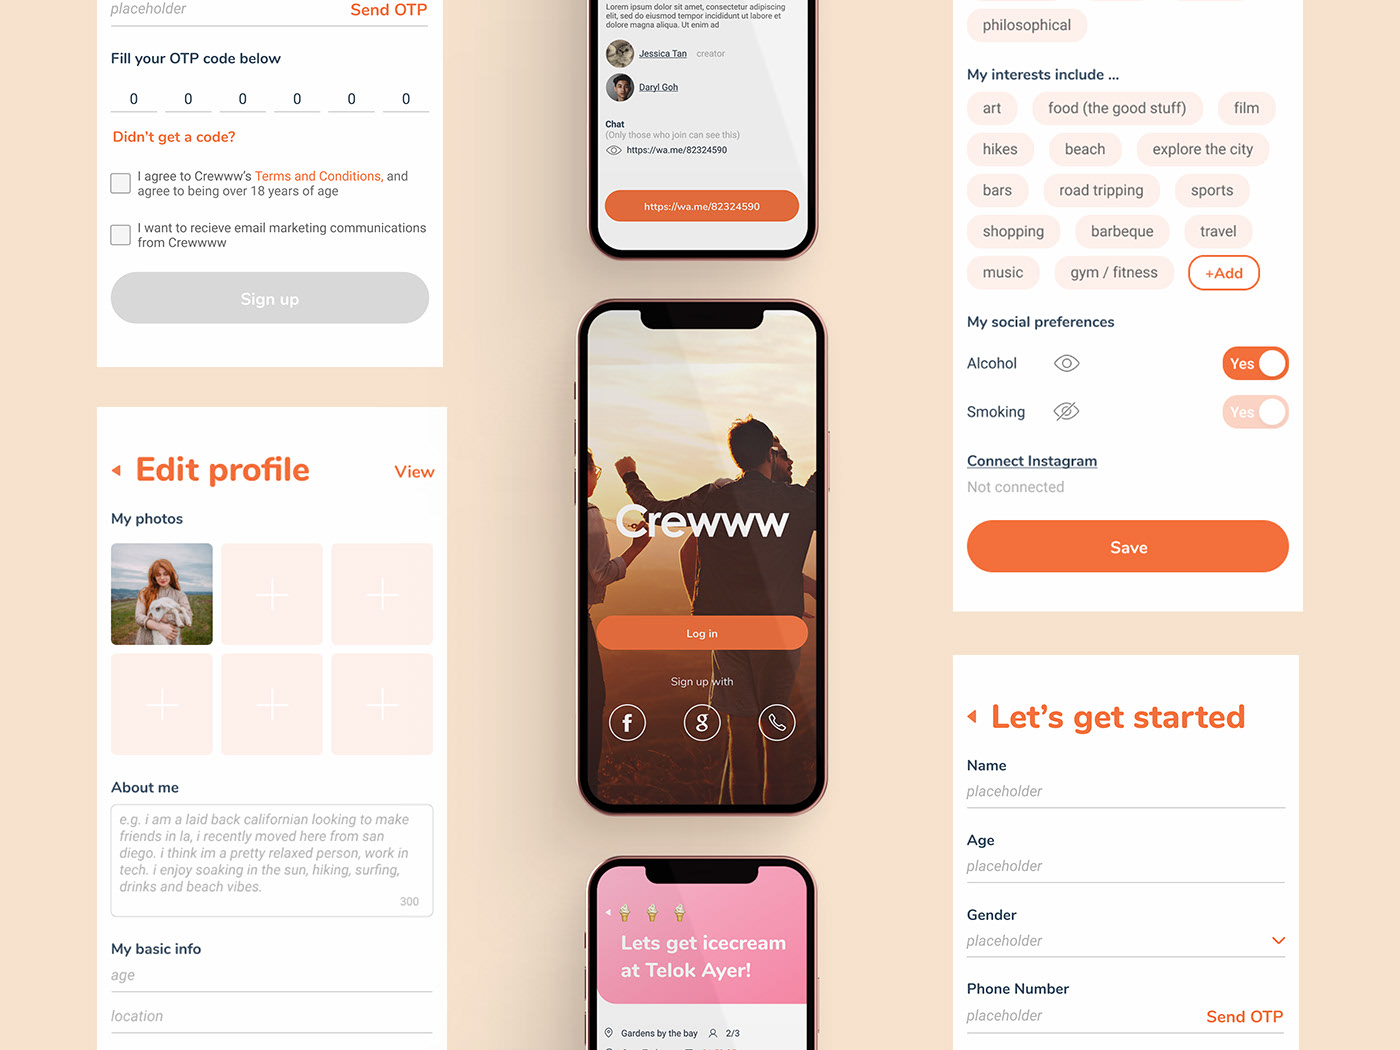 placeholder
Send OTP
Fill your OTP code below
0 0 0 0 0 0
Didn't get a code?
I agree to Crewww's Terms and Conditions, and
agree to being over 18 years of age
I want to recieve email marketing communications
from Crewwww
Sign up
Edit profile
View
My photos
About me
e.g. i am a laid back californian looking to make
friends in la, i recently moved here from san
diego. i think im a pretty relaxed person, work in
tech. i enjoy soaking in the sun, hiking, surfing,
drinks and beach vibes.
300
My basic info
age
location
Lorem ipsum dolor sit amet, consectetur adipiscing
elit, sed do eiusmod tempor incididunt ut labore et
dolore magna aliqua. Ut enim ad
Jessica Tan creator
Daryl Goh
Chat
(Only those who join can see this)
https://wa.me/82324590
https://wa.me/82324590
Crewww
Log in
Sign up with
f g
Lets get icecream
at Telok Ayer!
Gardens by the bay 2/3
philosophical
My interests include ...
art food (the good stuff) film
hikes beach explore the city
bars road tripping sports
shopping barbeque travel
music gym / fitness +Add
My social preferences
Alcohol Yes
Smoking Yes
Connect Instagram
Not connected
Save
Let's get started
Name
placeholder
Age
placeholder
Gender
placeholder
Phone Number
placeholder
Send OTP